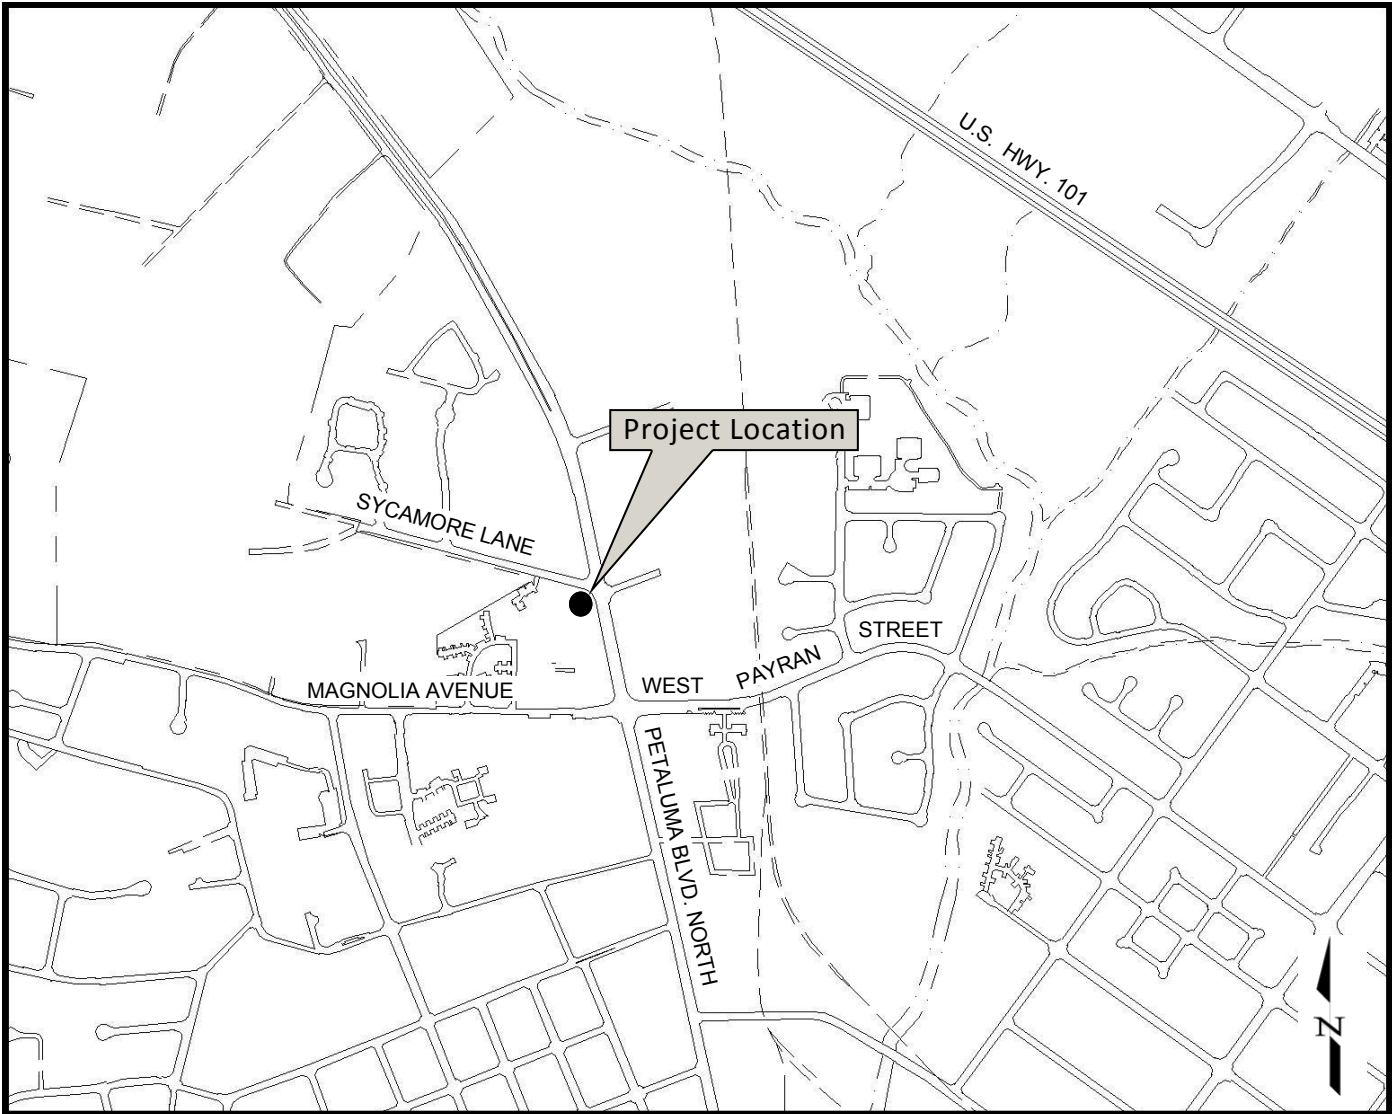 U.S. HWY. 101
Project Location
SYCAMORE LANE
STREET
PAYRAN
WEST
MAGNOLIA AVENUE
PETALUMA BLVD. NORTH
N